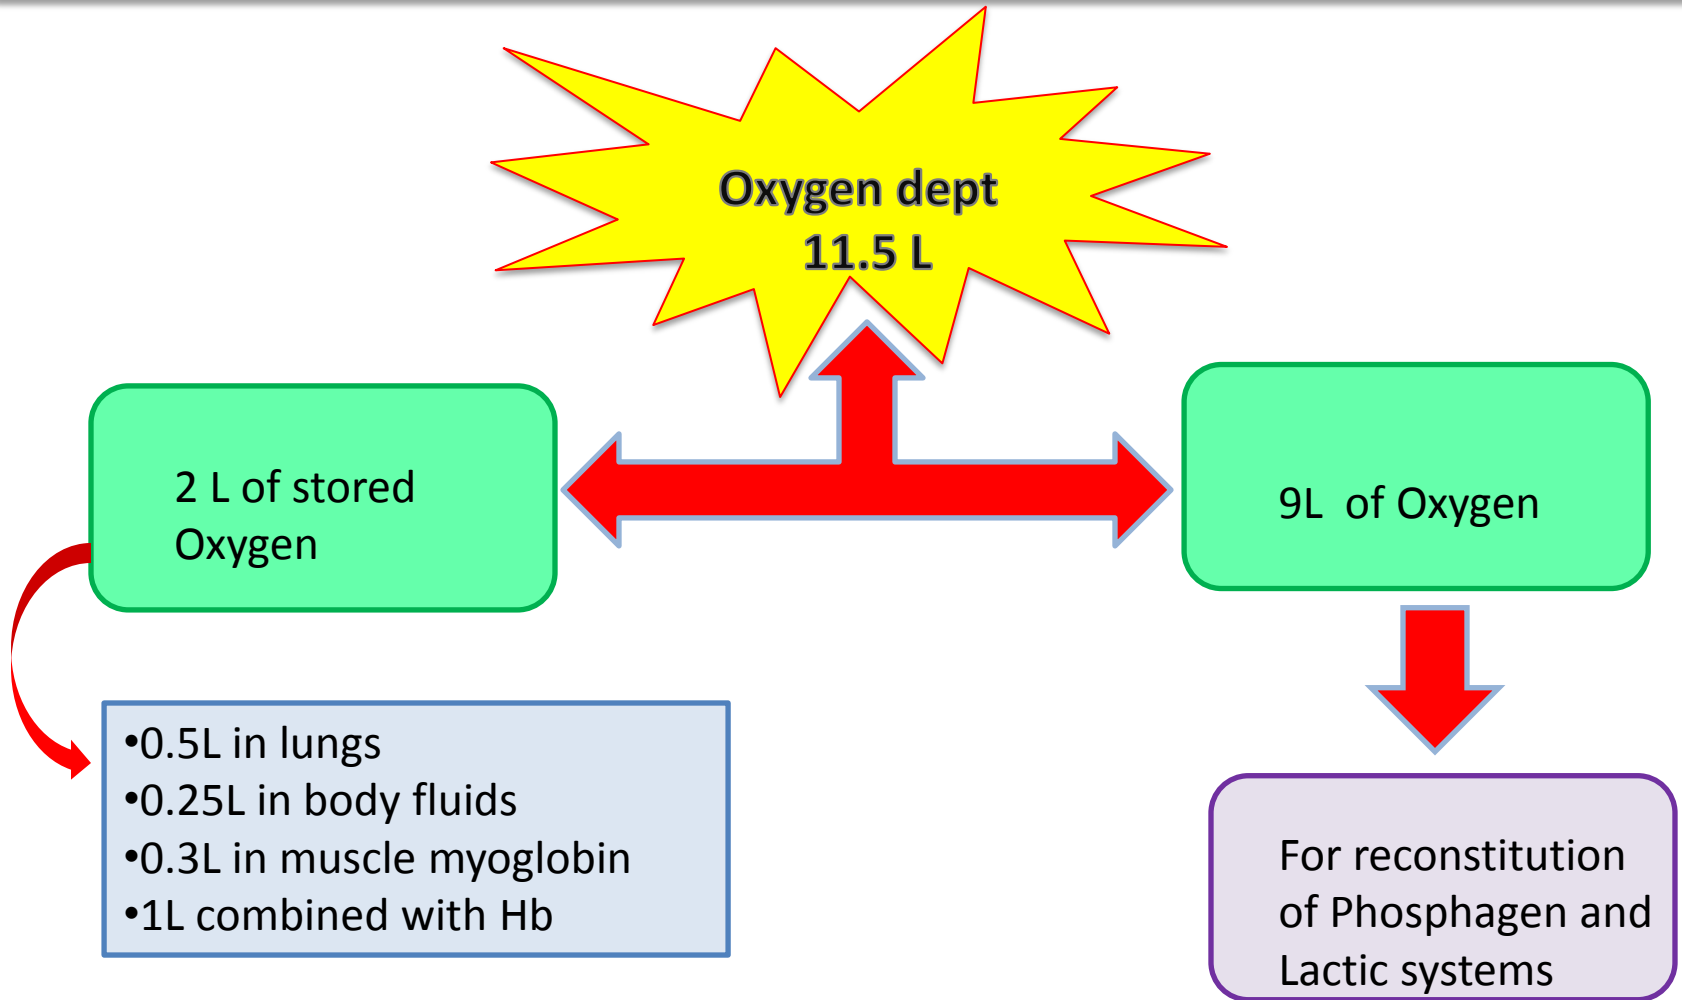 Oxygen dept
11.5 L
2 L of stored
Oxygen
9L of Oxygen
•0.5L in lungs
•0.25L in body fluids
•0.3L in muscle myoglobin
•1L combined with Hb
For reconstitution
of Phosphagen and
Lactic systems